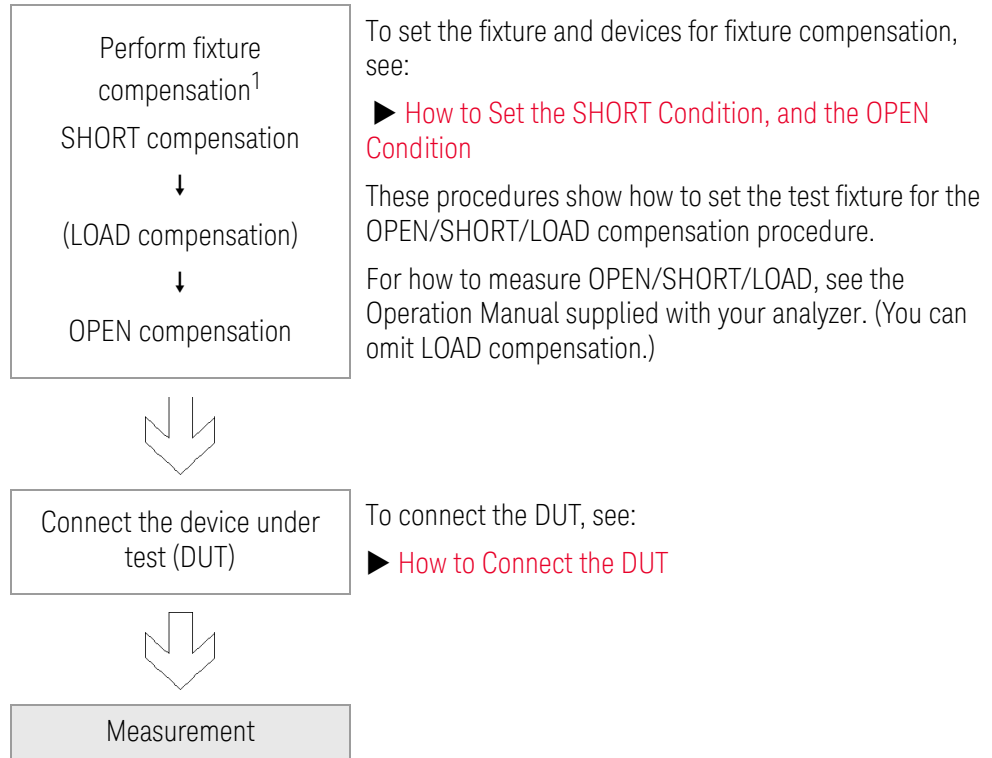 Perform fixture
compensation1
SHORT compensation
↓
(LOAD compensation)
↓
OPEN compensation
To set the fixture and devices for fixture compensation,
see:
▶ How to Set the SHORT Condition, and the OPEN
Condition
These procedures show how to set the test fixture for the
OPEN/SHORT/LOAD compensation procedure.
For how to measure OPEN/SHORT/LOAD, see the
Operation Manual supplied with your analyzer. (You can
omit LOAD compensation.)
Connect the device under
test (DUT)
To connect the DUT, see:
▶ How to Connect the DUT
Measurement